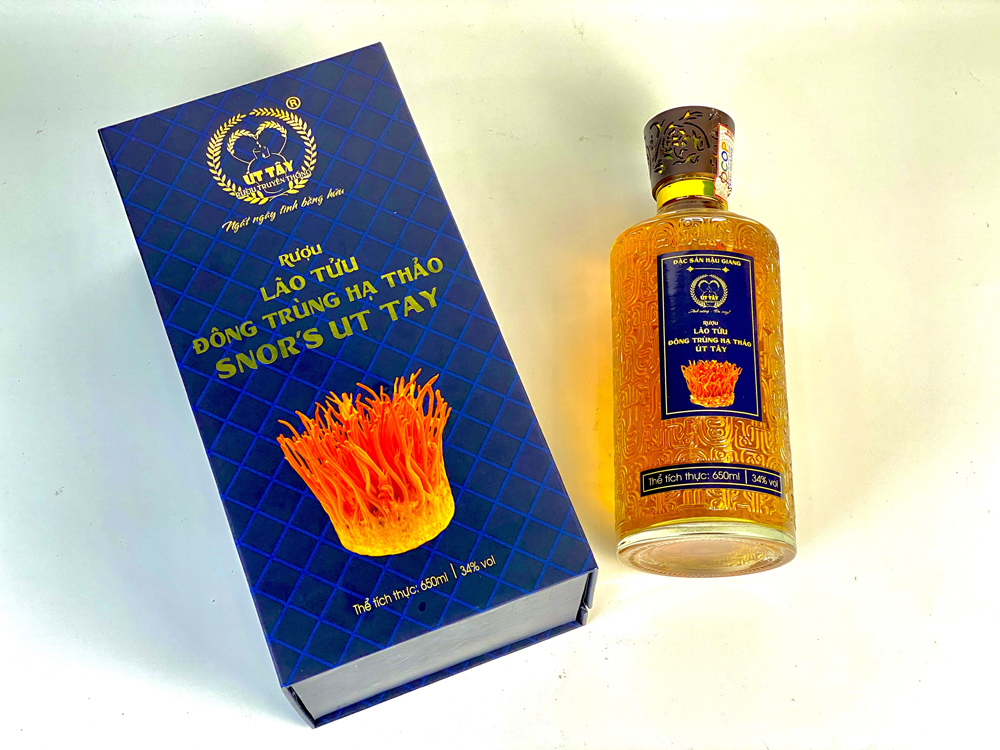 ®
ÚT TÂY
RƯỢU TRUYỀN THỐNG
Ngất ngây tình bằng hữu
RƯỢU
LÃO TỬU
ĐÔNG TRÙNG HẠ THẢO
SNOR'S UT TAY
Thể tích thực: 650ml | 34% vol
OCOP
ĐẶC SẢN HẬU GIANG
ÚT TÂY
RƯỢU
LÃO TỬU
ĐÔNG TRÙNG HẠ THẢO
ÚT TÂY
Thể tích thực: 650ml | 34% vol